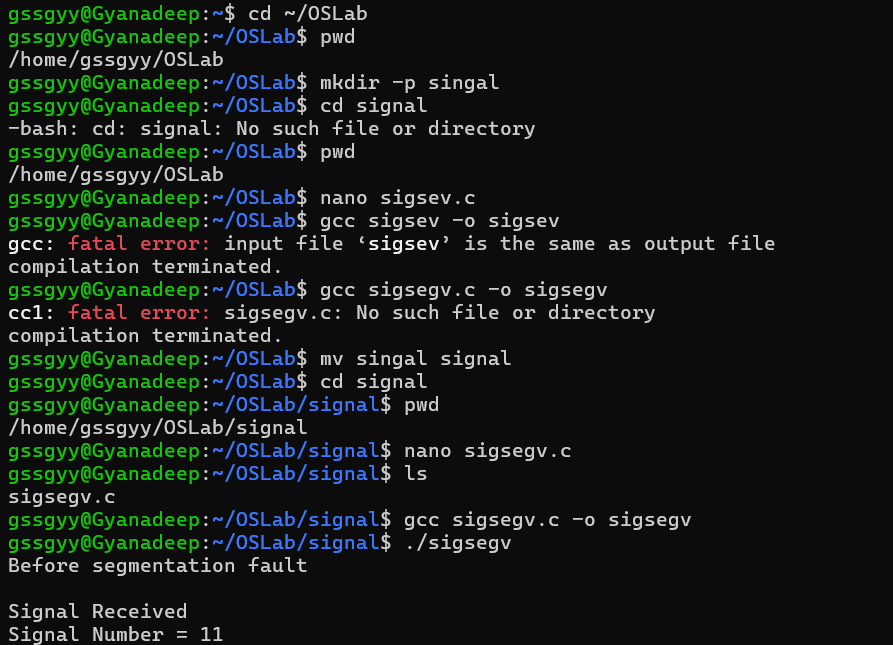 gssgyy@Gyanadeep:~$ cd ~/OSLab
gssgyy@Gyanadeep:~/OSLab$ pwd
/home/gssgyy/OSLab
gssgyy@Gyanadeep:~/OSLab$ mkdir -p singal
gssgyy@Gyanadeep:~/OSLab$ cd signal
-bash: cd: signal: No such file or directory
gssgyy@Gyanadeep:~/OSLab$ pwd
/home/gssgyy/OSLab
gssgyy@Gyanadeep:~/OSLab$ nano sigsev.c
gssgyy@Gyanadeep:~/OSLab$ gcc sigsev -o sigsev
gcc: fatal error: input file ‘sigsev’ is the same as output file
compilation terminated.
gssgyy@Gyanadeep:~/OSLab$ gcc sigsegv.c -o sigsegv
cc1: fatal error: sigsegv.c: No such file or directory
compilation terminated.
gssgyy@Gyanadeep:~/OSLab$ mv singal signal
gssgyy@Gyanadeep:~/OSLab$ cd signal
gssgyy@Gyanadeep:~/OSLab/signal$ pwd
/home/gssgyy/OSLab/signal
gssgyy@Gyanadeep:~/OSLab/signal$ nano sigsegv.c
gssgyy@Gyanadeep:~/OSLab/signal$ ls
sigsegv.c
gssgyy@Gyanadeep:~/OSLab/signal$ gcc sigsegv.c -o sigsegv
gssgyy@Gyanadeep:~/OSLab/signal$ ./sigsegv
Before segmentation fault
Signal Received
Signal Number = 11